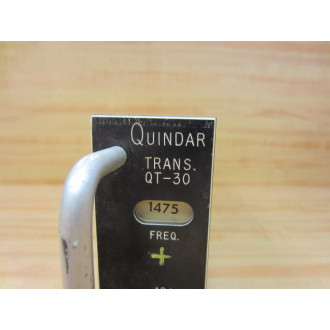 QUINDAR
TRANS.
QT-30
1475
FREQ.
+